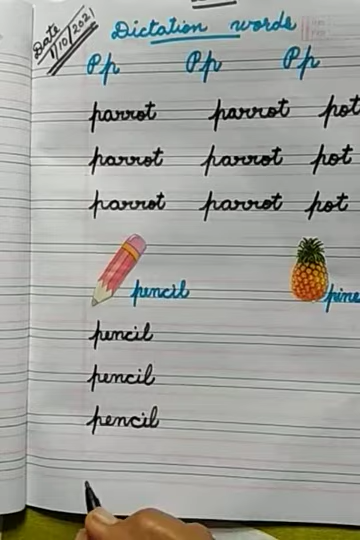 Date 1/10/2021
Dictation words
Pp Pp Pp
parrot parrot pot
parrot parrot pot
parrot parrot pot
pencil pine
pencil
pencil
pencil